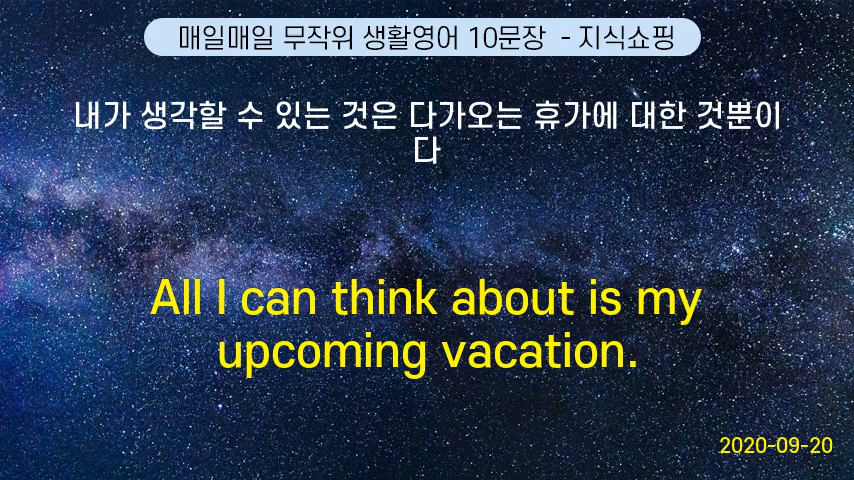 매일매일 무작위 생활영어 10문장 - 지식쇼핑
내가 생각할 수 있는 것은 다가오는 휴가에 대한 것뿐이
다
All I can think about is my
upcoming vacation.
2020-09-20